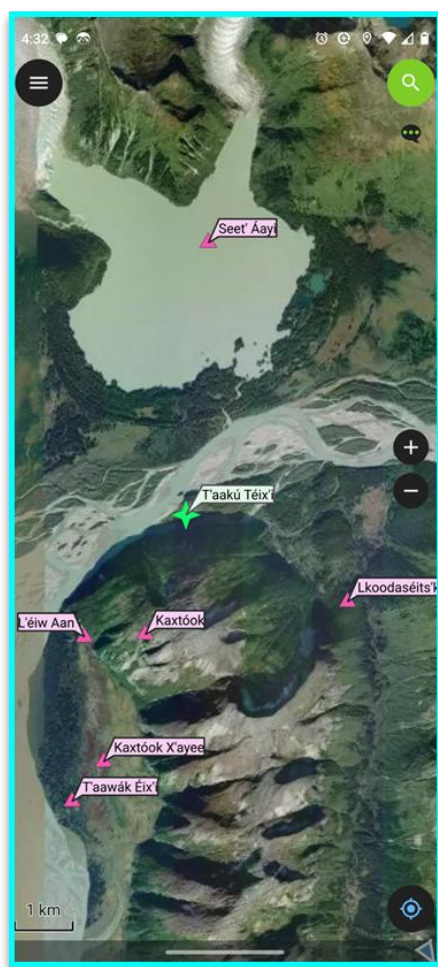 4:32
Seet' Áayi
T'aakú Téix'i
Lkoodaséits'k
L'éiw Aan
Kaxtóok
Kaxtóok X'ayee
T'aawák Éix'i
1 km